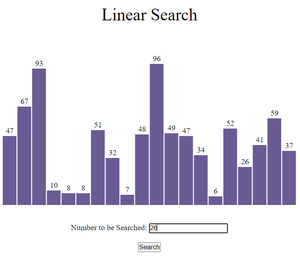 Linear Search
47 67 93 10 8 8 51 32 7 48 96 49 47 34 6 52 26 41 59 37
Number to be Searched: 26
Search